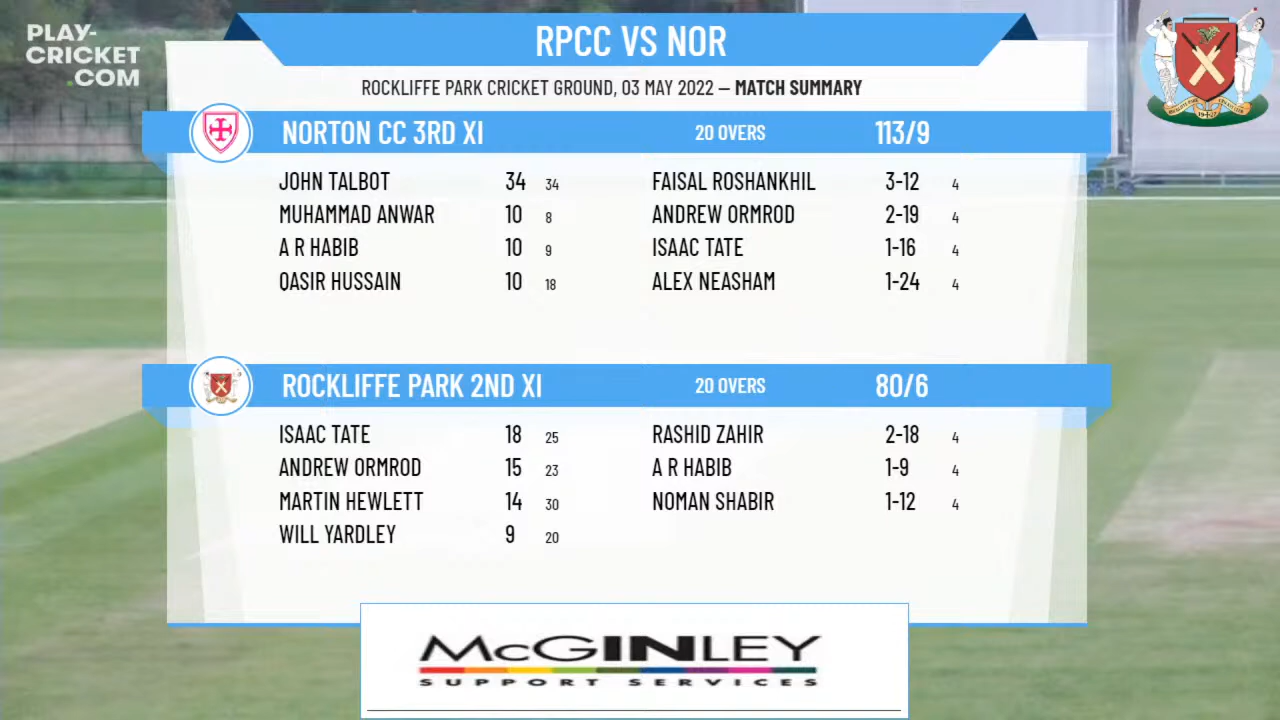 PLAY-
CRICKET
.COM
RPCC VS NOR
ROCKLIFFE PARK CRICKET GROUND, 03 MAY 2022 – MATCH SUMMARY
NORTON CC 3RD XI 20 OVERS 113/9
JOHN TALBOT 34 34 FAISAL ROSHANKHIL 3-12 4
MUHAMMAD ANWAR 10 8 ANDREW ORMROD 2-19 4
A R HABIB 10 9 ISAAC TATE 1-16 4
QASIR HUSSAIN 10 18 ALEX NEASHAM 1-24 4
ROCKLIFFE PARK 2ND XI 20 OVERS 80/6
ISAAC TATE 18 25 RASHID ZAHIR 2-18 4
ANDREW ORMROD 15 23 A R HABIB 1-9 4
MARTIN HEWLETT 14 30 NOMAN SHABIR 1-12 4
WILL YARDLEY 9 20
McGINLEY
SUPPORT SERVICES